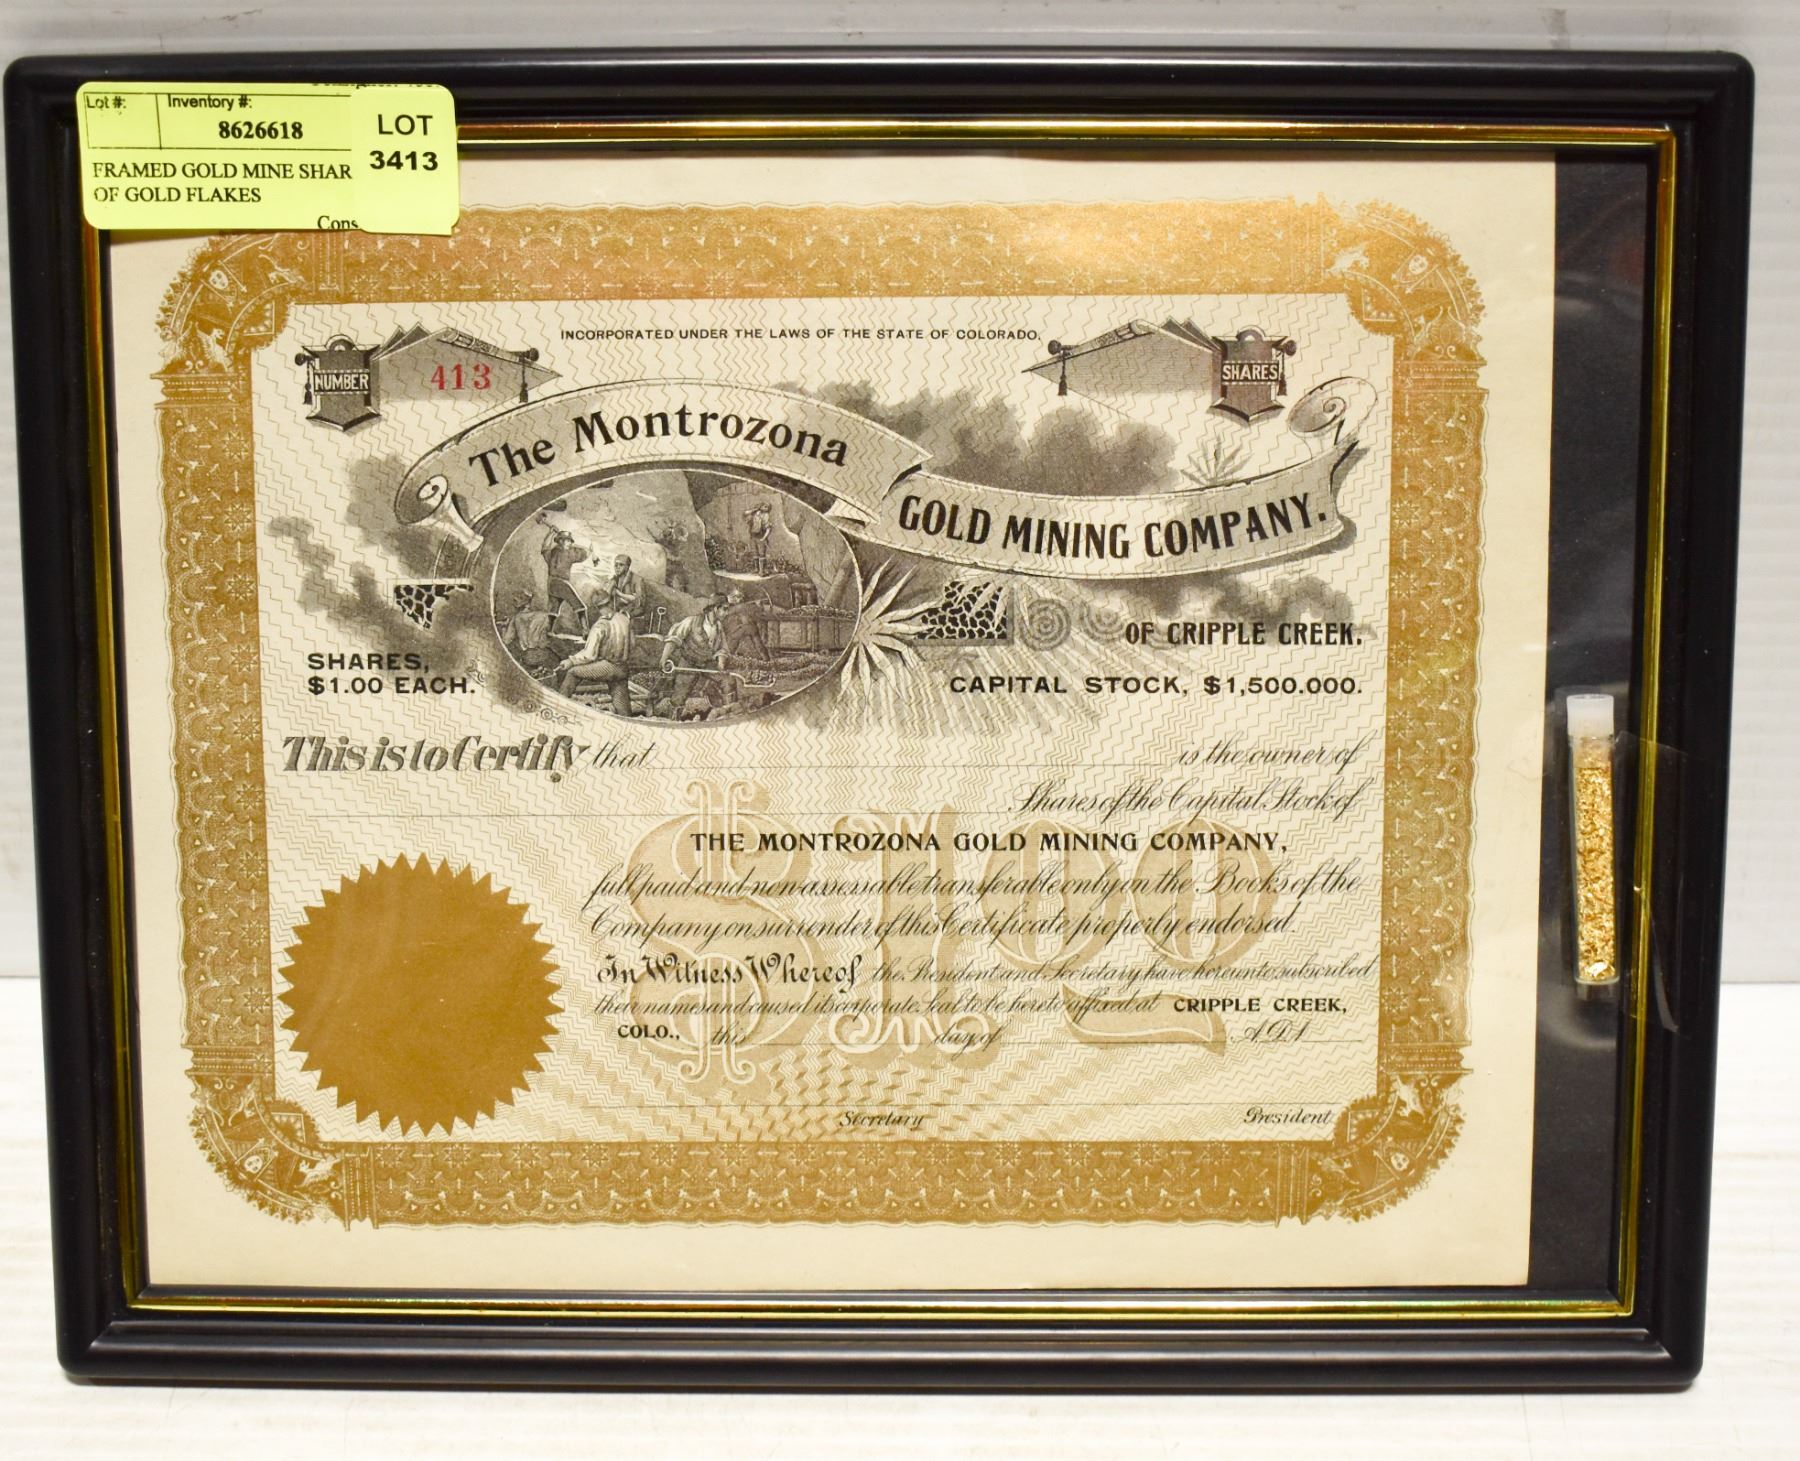 Lot #: Inventory #:
8626618
LOT
3413
FRAMED GOLD MINE SHAR
OF GOLD FLAKES
Cons
INCORPORATED UNDER THE LAWS OF THE STATE OF COLORADO.
NUMBER 413
SHARES
The Montrozona
GOLD MINING COMPANY.
OF CRIPPLE CREEK.
SHARES,
$1.00 EACH.
CAPITAL STOCK, $1,500.000.
This is to Certify that is the owner of
Shares of the Capital Stock of
THE MONTROZONA GOLD MINING COMPANY,
full paid and non-assessable transferable only on the Books of the
Company, on surrender of this Certificate properly endorsed.
In Witness Whereof the President and Secretary have hereunto subscribed
their names and caused its corporate Seal to be hereto affixed at CRIPPLE CREEK,
COLO., this day of A.D.1
$100
Secretary President